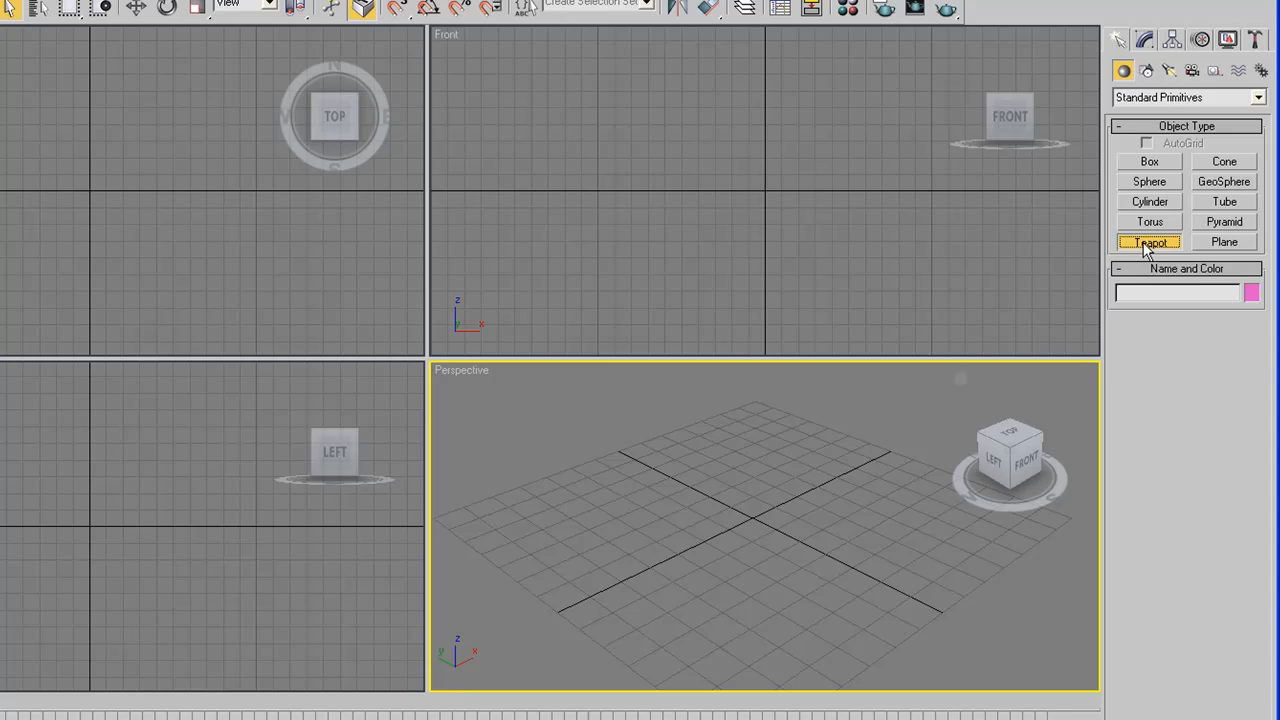 View
ABC
Create Selection Se
Front
N
W
TOP
E
S
FRONT
z
y
x
Standard Primitives
- Object Type
AutoGrid
Box Cone
Sphere GeoSphere
Cylinder Tube
Torus Pyramid
Teapot Plane
- Name and Color
LEFT
Perspective
TOP
LEFT
FRONT
S
z
y
x